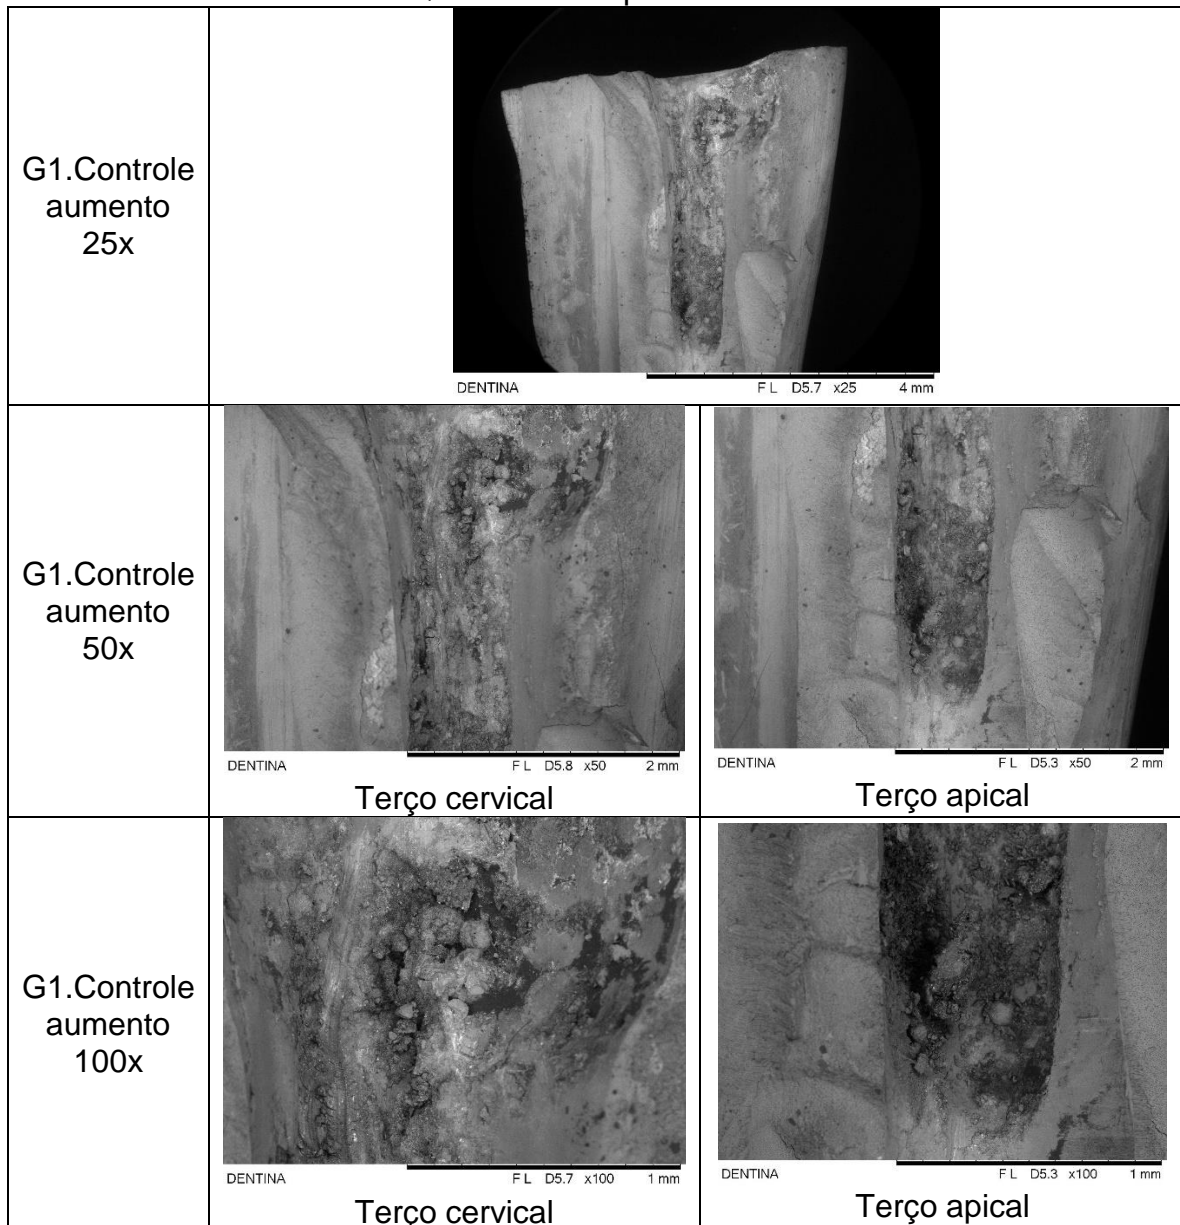 G1.Controle
aumento
25x
DENTINA FL D5.7 x25 4 mm
G1.Controle
aumento
50x
DENTINA FL D5.8 x50 2 mm
Terço cervical
DENTINA FL D5.3 x50 2 mm
Terço apical
G1.Controle
aumento
100x
DENTINA FL D5.7 x100 1 mm
Terço cervical
DENTINA FL D5.3 x100 1 mm
Terço apical